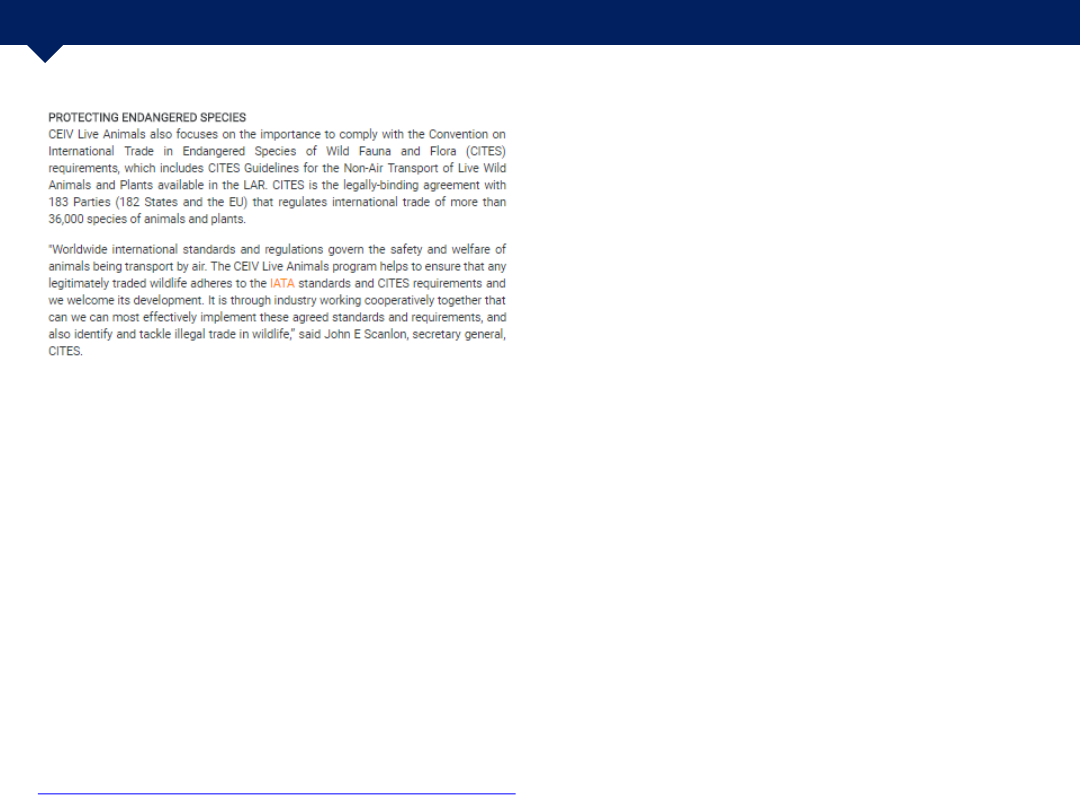 PROTECTING ENDANGERED SPECIES
CEIV Live Animals also focuses on the importance to comply with the Convention on
International Trade in Endangered Species of Wild Fauna and Flora (CITES)
requirements, which includes CITES Guidelines for the Non-Air Transport of Live Wild
Animals and Plants available in the LAR. CITES is the legally-binding agreement with
183 Parties (182 States and the EU) that regulates international trade of more than
36,000 species of animals and plants.
"Worldwide international standards and regulations govern the safety and welfare of
animals being transport by air. The CEIV Live Animals program helps to ensure that any
legitimately traded wildlife adheres to the IATA standards and CITES requirements and
we welcome its development. It is through industry working cooperatively together that
can we can most effectively implement these agreed standards and requirements, and
also identify and tackle illegal trade in wildlife," said John E Scanlon, secretary general,
CITES.